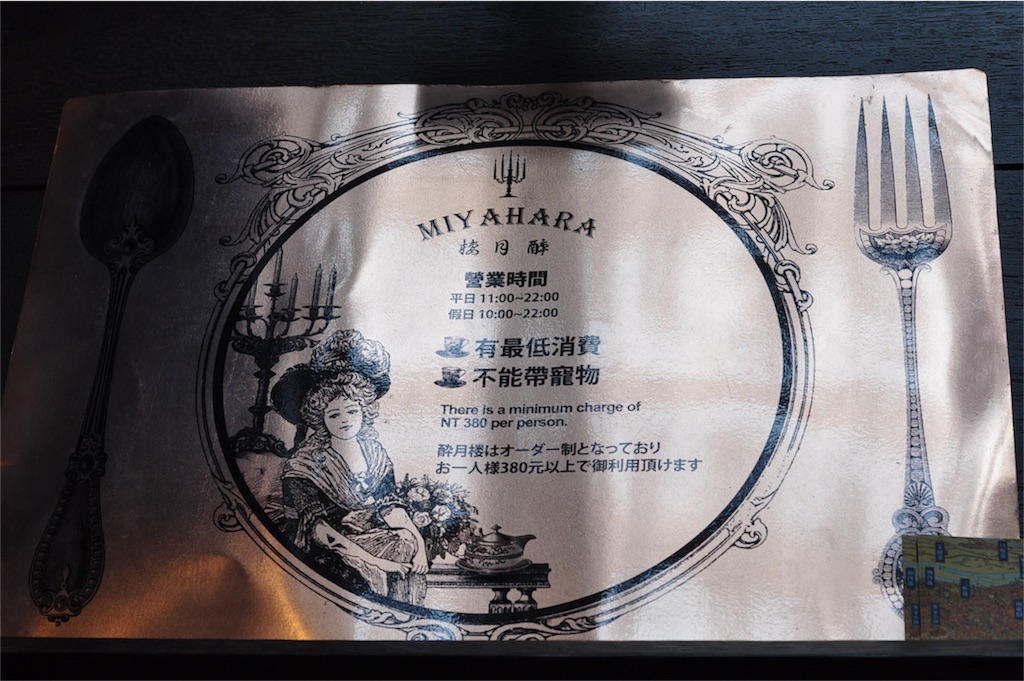 MIYAHARA
樓月醉
營業時間
平日 11:00~22:00
假日 10:00~22:00
有最低消費
不能帶寵物
There is a minimum charge of
NT 380 per person.
酔月楼はオーダー制となっており
お一人様380元以上で御利用頂けます